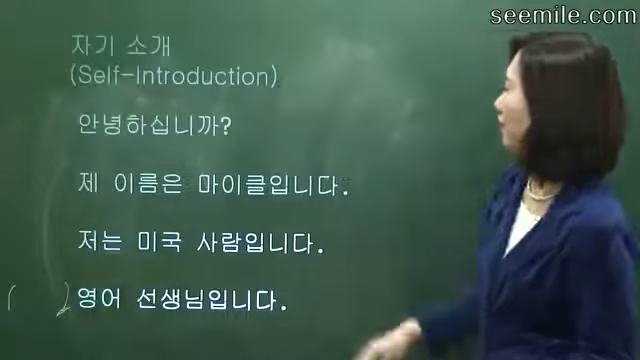 seemile.com
자기 소개
(Self-Introduction)
안녕하십니까?
제 이름은 마이클입니다.
저는 미국 사람입니다.
(    ) 영어 선생님입니다.